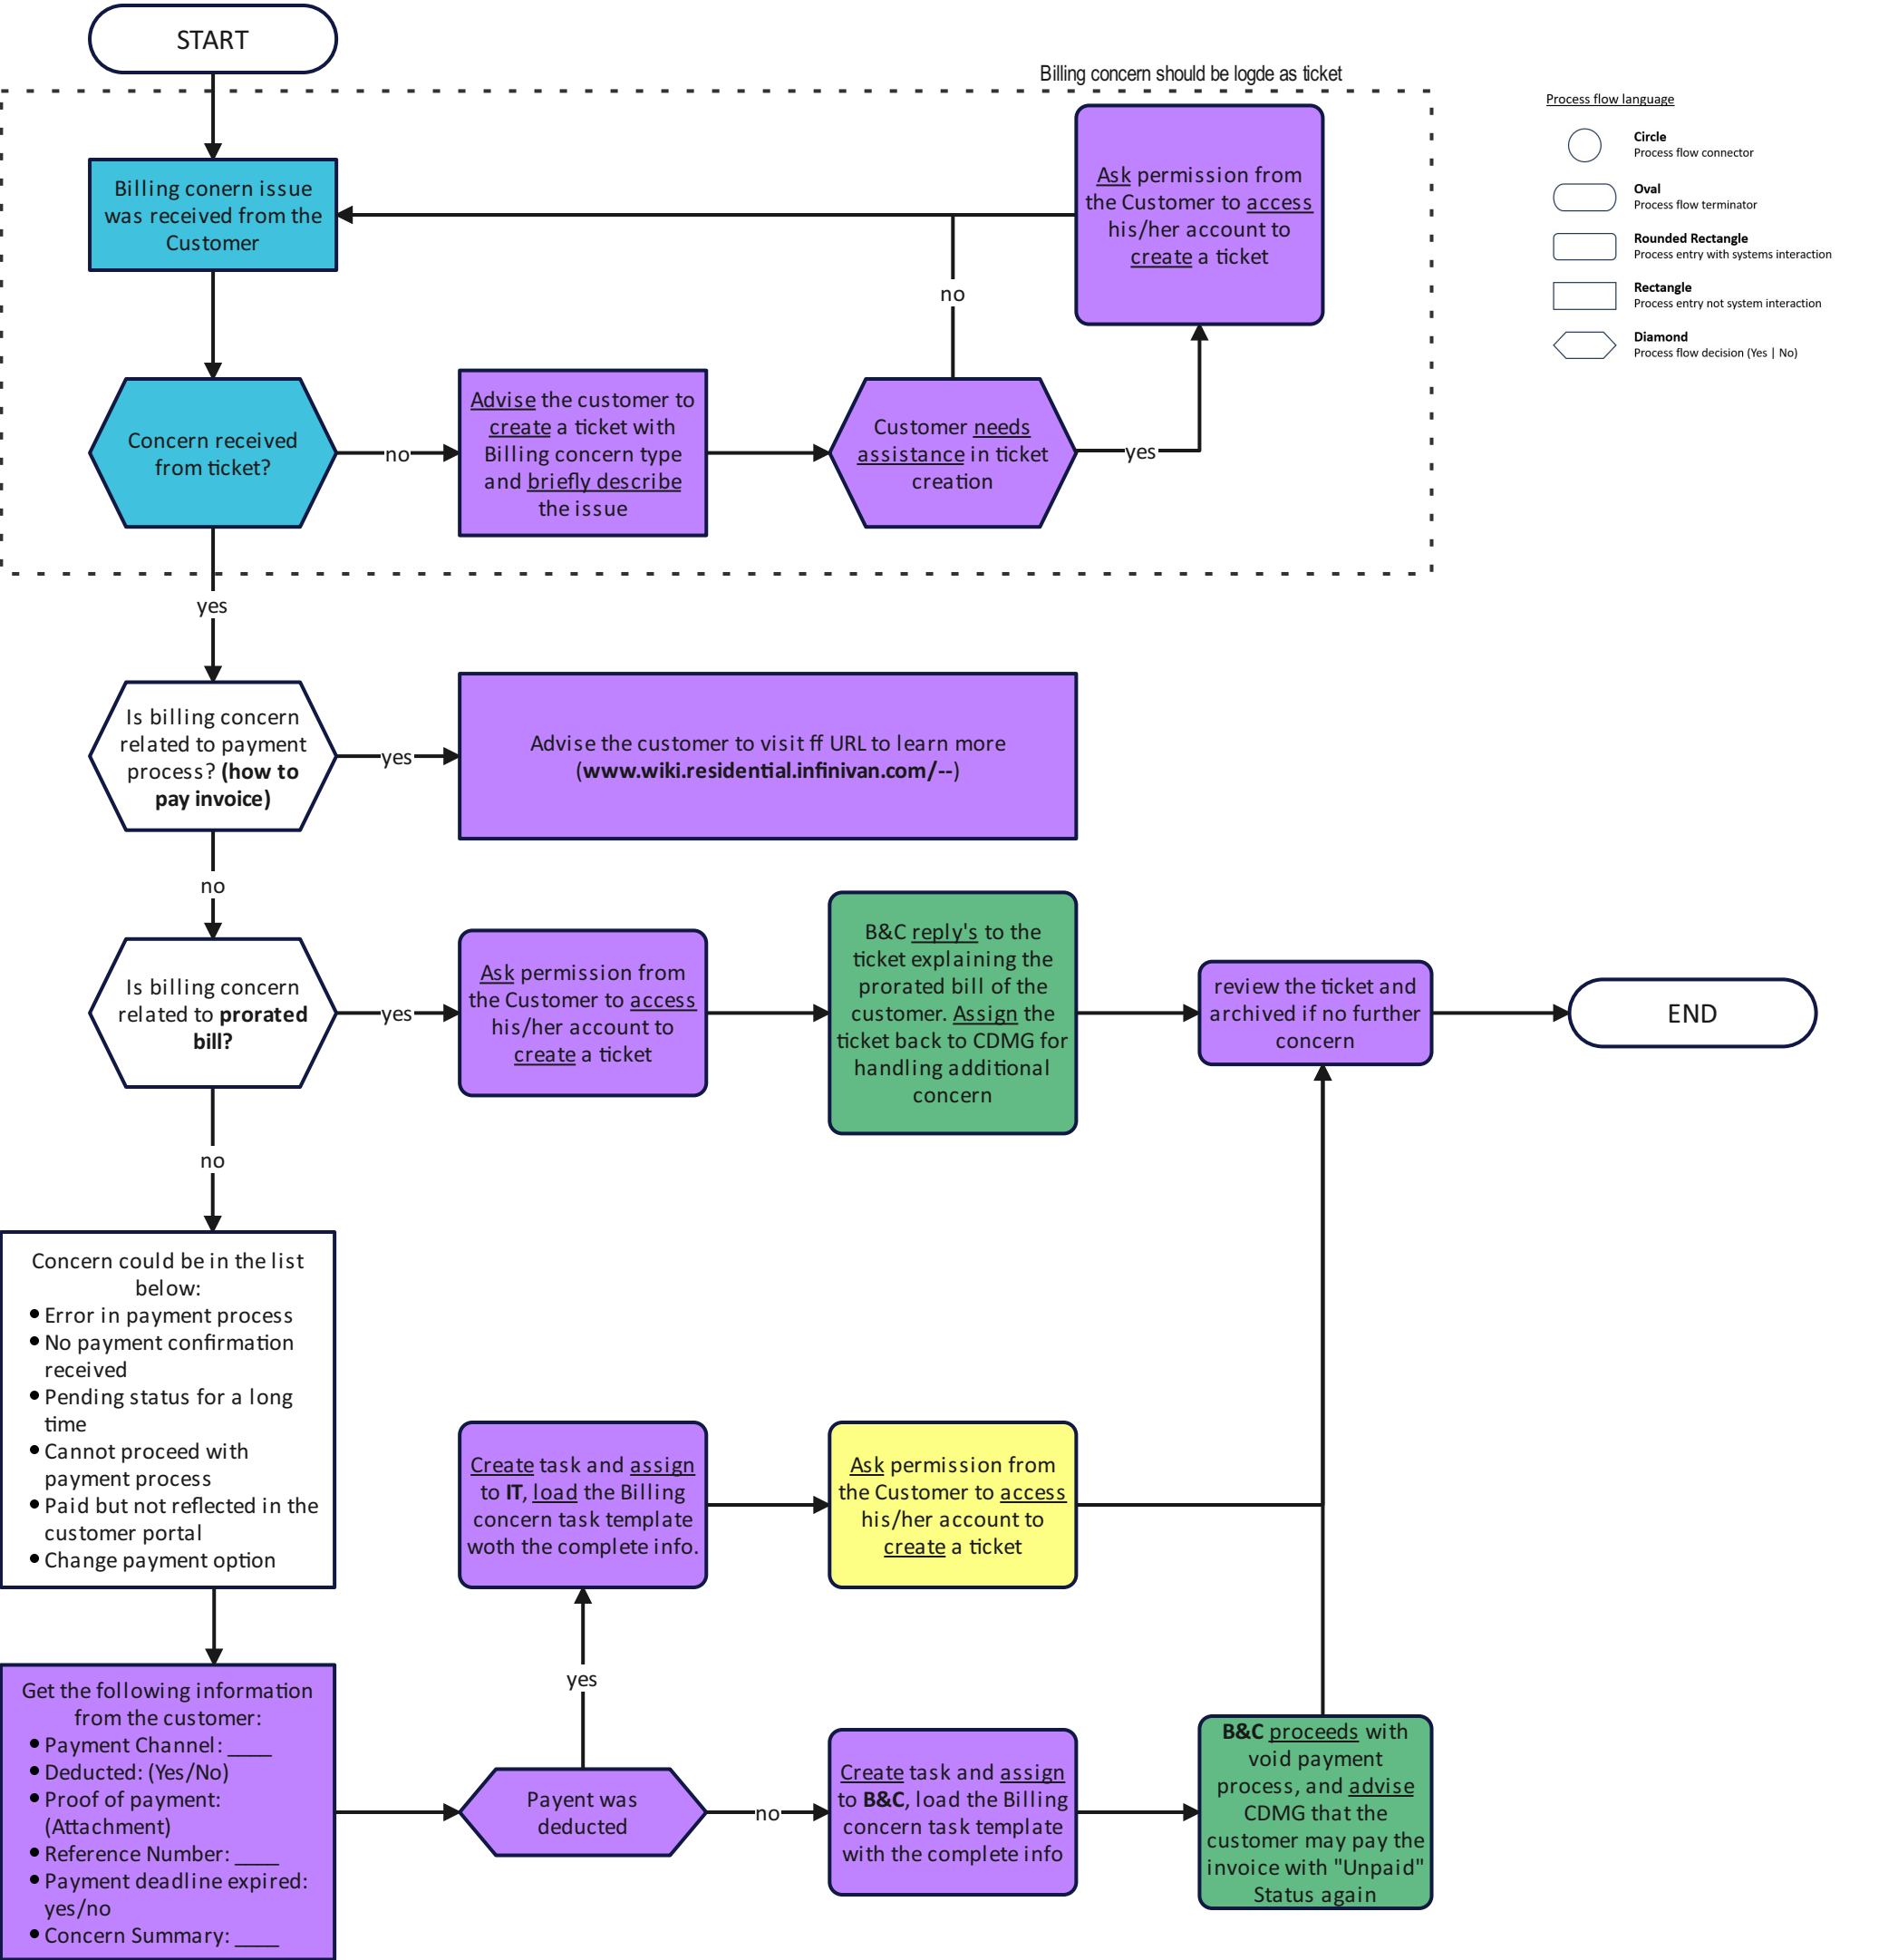 START
Billing concern should be logde as ticket
Process flow language
Circle
Process flow connector
Oval
Process flow terminator
Rounded Rectangle
Process entry with systems interaction
Rectangle
Process entry not system interaction
Diamond
Process flow decision (Yes | No)
Billing conern issue
was received from the
Customer
Ask permission from
the Customer to access
his/her account to
create a ticket
no
Concern received
from ticket?
no
Advise the customer to
create a ticket with
Billing concern type
and briefly describe
the issue
Customer needs
assistance in ticket
creation
yes
yes
Is billing concern
related to payment
process? (how to
pay invoice)
yes
Advise the customer to visit ff URL to learn more
(www.wiki.residential.infinivan.com/--)
no
Is billing concern
related to prorated
bill?
yes
Ask permission from
the Customer to access
his/her account to
create a ticket
B&C reply's to the
ticket explaining the
prorated bill of the
customer. Assign the
ticket back to CDMG for
handling additional
concern
review the ticket and
archived if no further
concern
END
no
Concern could be in the list
below:
• Error in payment process
• No payment confirmation
received
• Pending status for a long
time
• Cannot proceed with
payment process
• Paid but not reflected in the
customer portal
• Change payment option
Create task and assign
to IT, load the Billing
concern task template
woth the complete info.
Ask permission from
the Customer to access
his/her account to
create a ticket
yes
Get the following information
from the customer:
• Payment Channel: ____
• Deducted: (Yes/No)
• Proof of payment:
(Attachment)
• Reference Number: ____
• Payment deadline expired:
yes/no
• Concern Summary: ____
Payent was
deducted
no
Create task and assign
to B&C, load the Billing
concern task template
with the complete info
B&C proceeds with
void payment
process, and advise
CDMG that the
customer may pay the
invoice with "Unpaid"
Status again